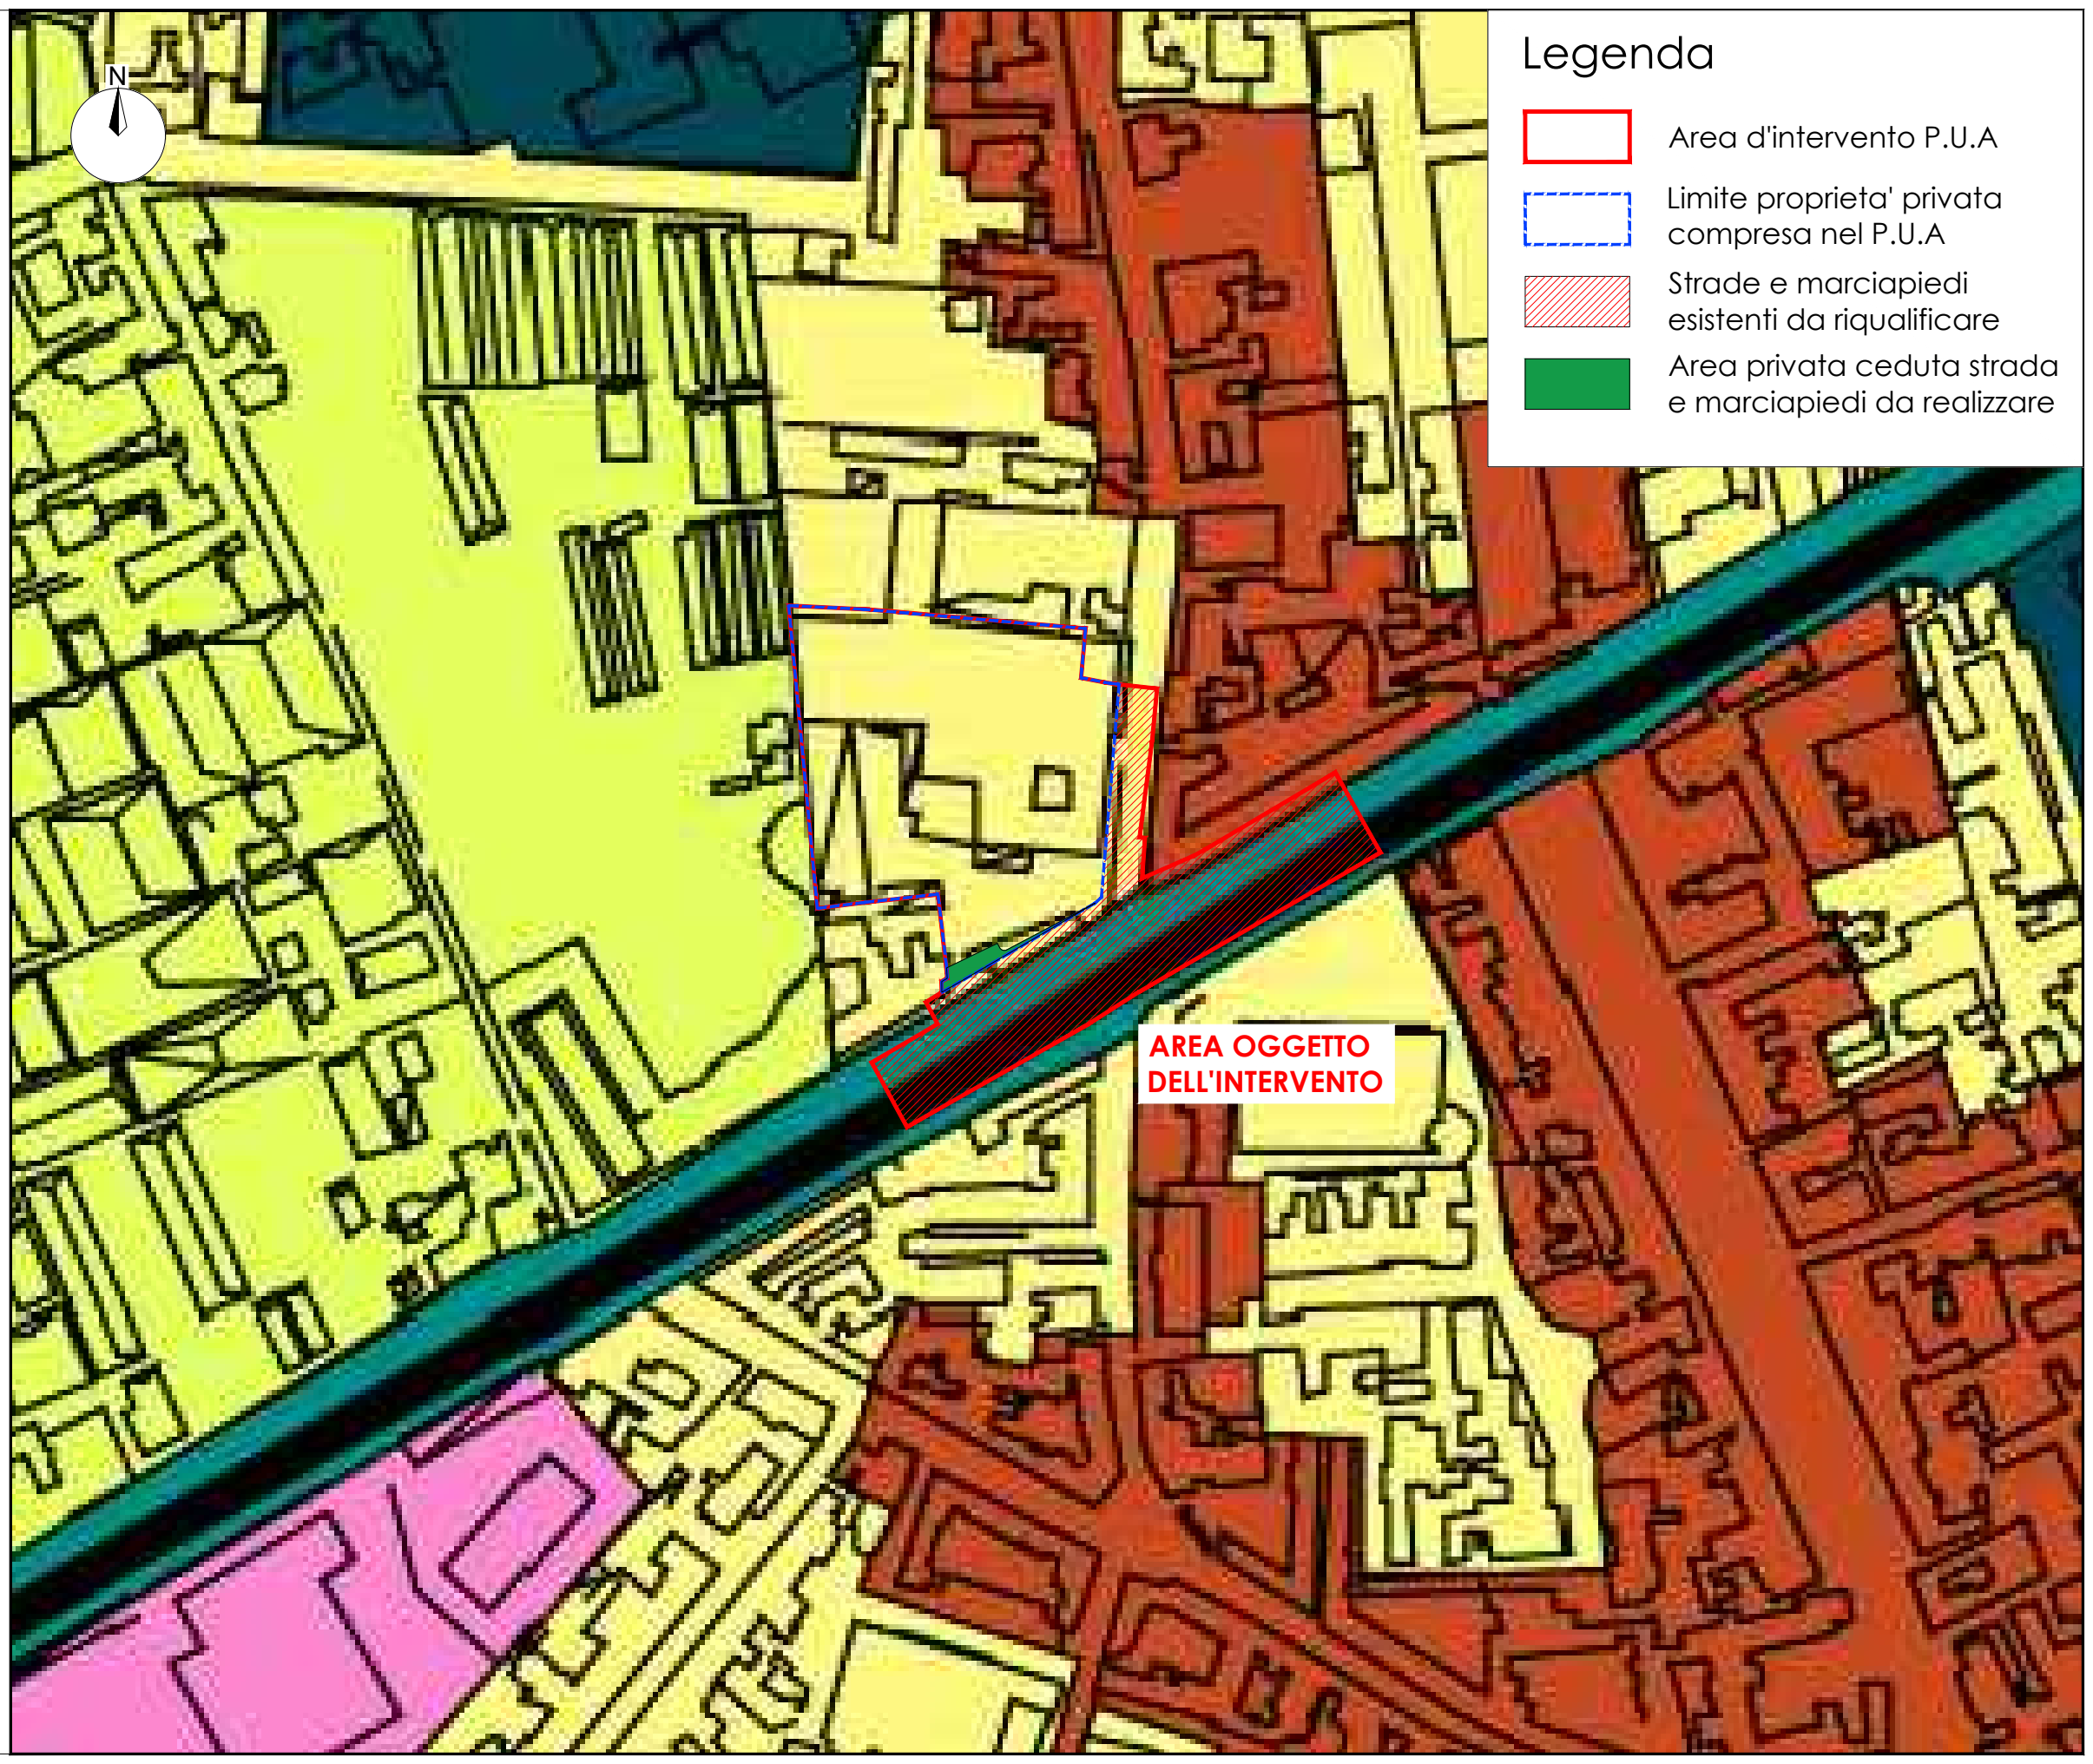 N
Legenda
Area d'intervento P.U.A
Limite proprieta' privata
compresa nel P.U.A
Strade e marciapiedi
esistenti da riqualificare
Area privata ceduta strada
e marciapiedi da realizzare
AREA OGGETTO
DELL'INTERVENTO